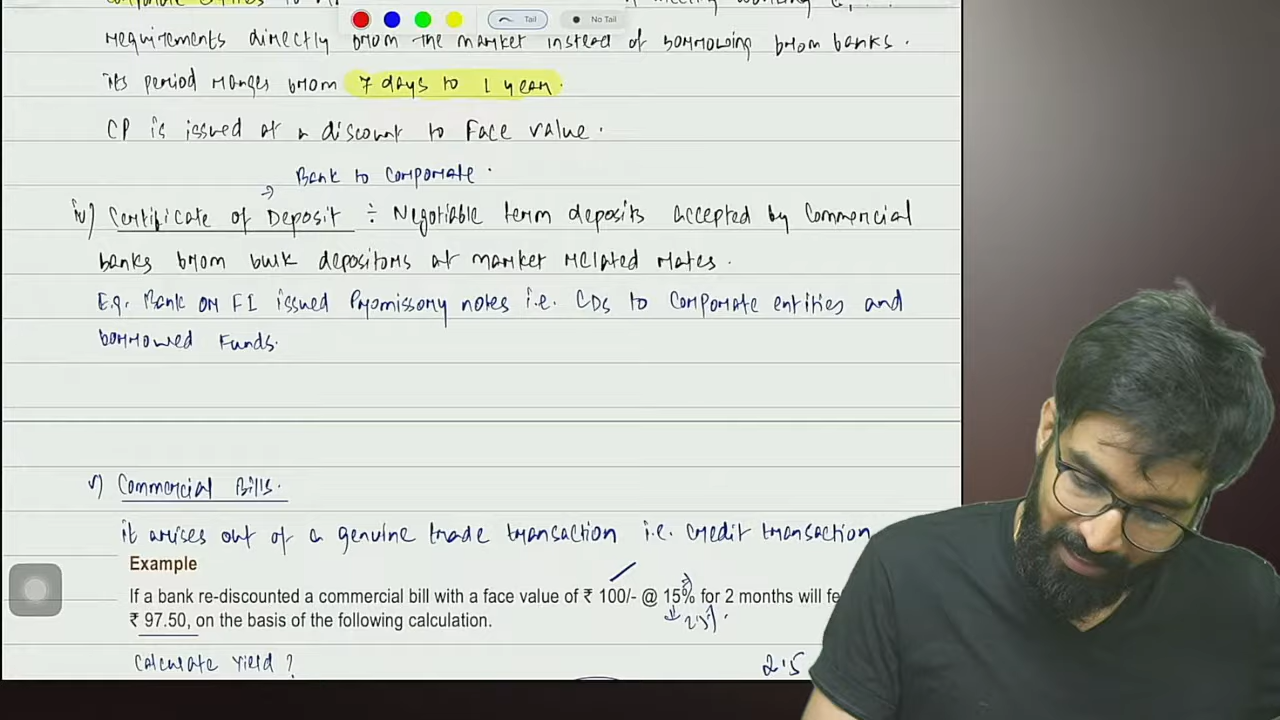 Tail No Tail
requirements directly from the market instead of borrowing from banks.
its period ranges from 7 days to 1 year.
CP is issued at a discount to Face value.
Bank to Corporate.
iv) Certificate of Deposit ÷ Negotiable term deposits accepted by commercial
banks from bulk depositors at market related rates.
E.g. Bank or FI issued Promissory notes i.e. CDs to corporate entities and
borrowed Funds.
v) Commercial Bills.
it arises out of a genuine trade transaction i.e. credit transaction
Example
If a bank re-discounted a commercial bill with a face value of ₹ 100/- @ 15% for 2 months will
₹ 97.50, on the basis of the following calculation.
Calculate Yield ?
2.5